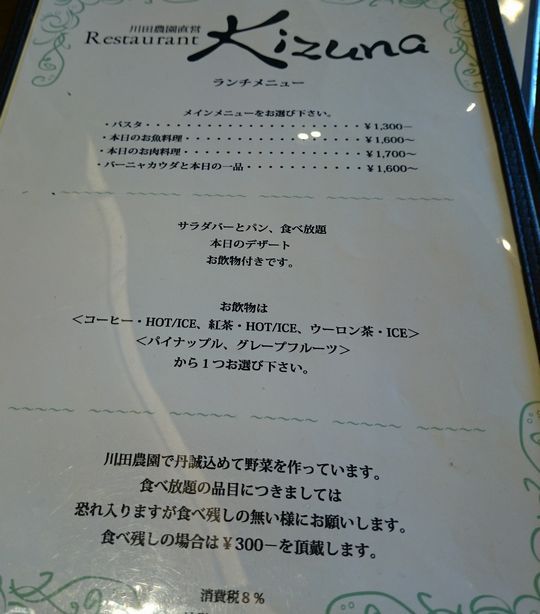 川田農園直営
Restaurant Kizuna
ランチメニュー
メインメニューをお選び下さい。
・パスタ・・・・・・・・・・・・・・・・・・・・・・・¥1,300－
・本日のお魚料理・・・・・・・・・・・・・・・・・¥1,600～
・本日のお肉料理・・・・・・・・・・・・・・・・・¥1,700～
・バーニャカウダと本日の一品・・・・・・・・・・・¥1,600～
サラダバーとパン、食べ放題
本日のデザート
お飲物付きです。
お飲物は
＜コーヒー・HOT/ICE、紅茶・HOT/ICE、ウーロン茶・ICE＞
＜パイナップル、グレープフルーツ＞
から１つお選び下さい。
川田農園で丹誠込めて野菜を作っています。
食べ放題の品目につきましては
恐れ入りますが食べ残しの無い様にお願いします。
食べ残しの場合は¥300－を頂戴します。
消費税８％